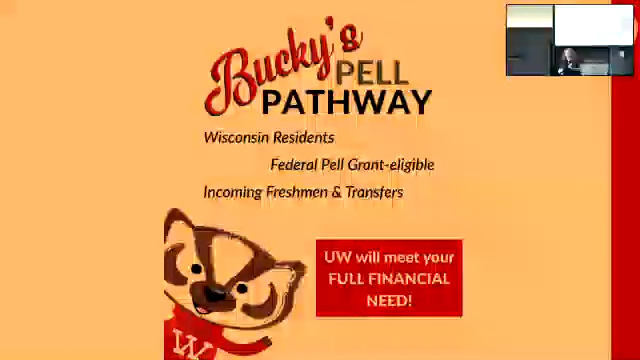 Bucky's
PELL
PATHWAY
Wisconsin Residents
Federal Pell Grant-eligible
Incoming Freshmen & Transfers
UW will meet your
FULL FINANCIAL
NEED!
W